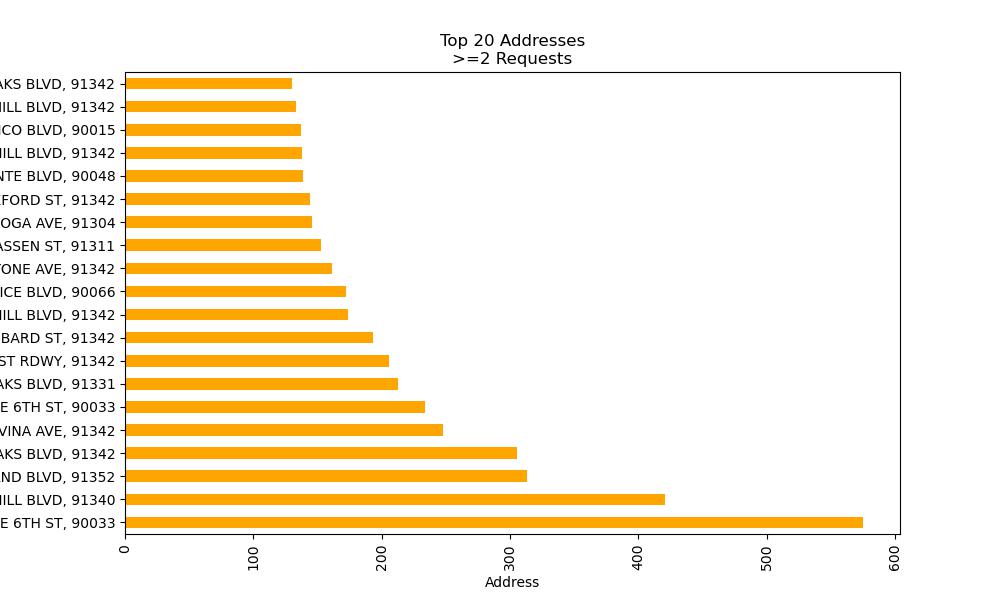 Top 20 Addresses
>=2 Requests
AKS BLVD, 91342
HILL BLVD, 91342
ICO BLVD, 90015
HILL BLVD, 91342
NTE BLVD, 90048
FORD ST, 91342
OGA AVE, 91304
ASSEN ST, 91311
TONE AVE, 91342
ICE BLVD, 90066
HILL BLVD, 91342
BARD ST, 91342
ST RDWY, 91342
AKS BLVD, 91331
E 6TH ST, 90033
VINA AVE, 91342
AKS BLVD, 91342
AND BLVD, 91352
HILL BLVD, 91340
E 6TH ST, 90033
0 100 200 300 400 500 600
Address